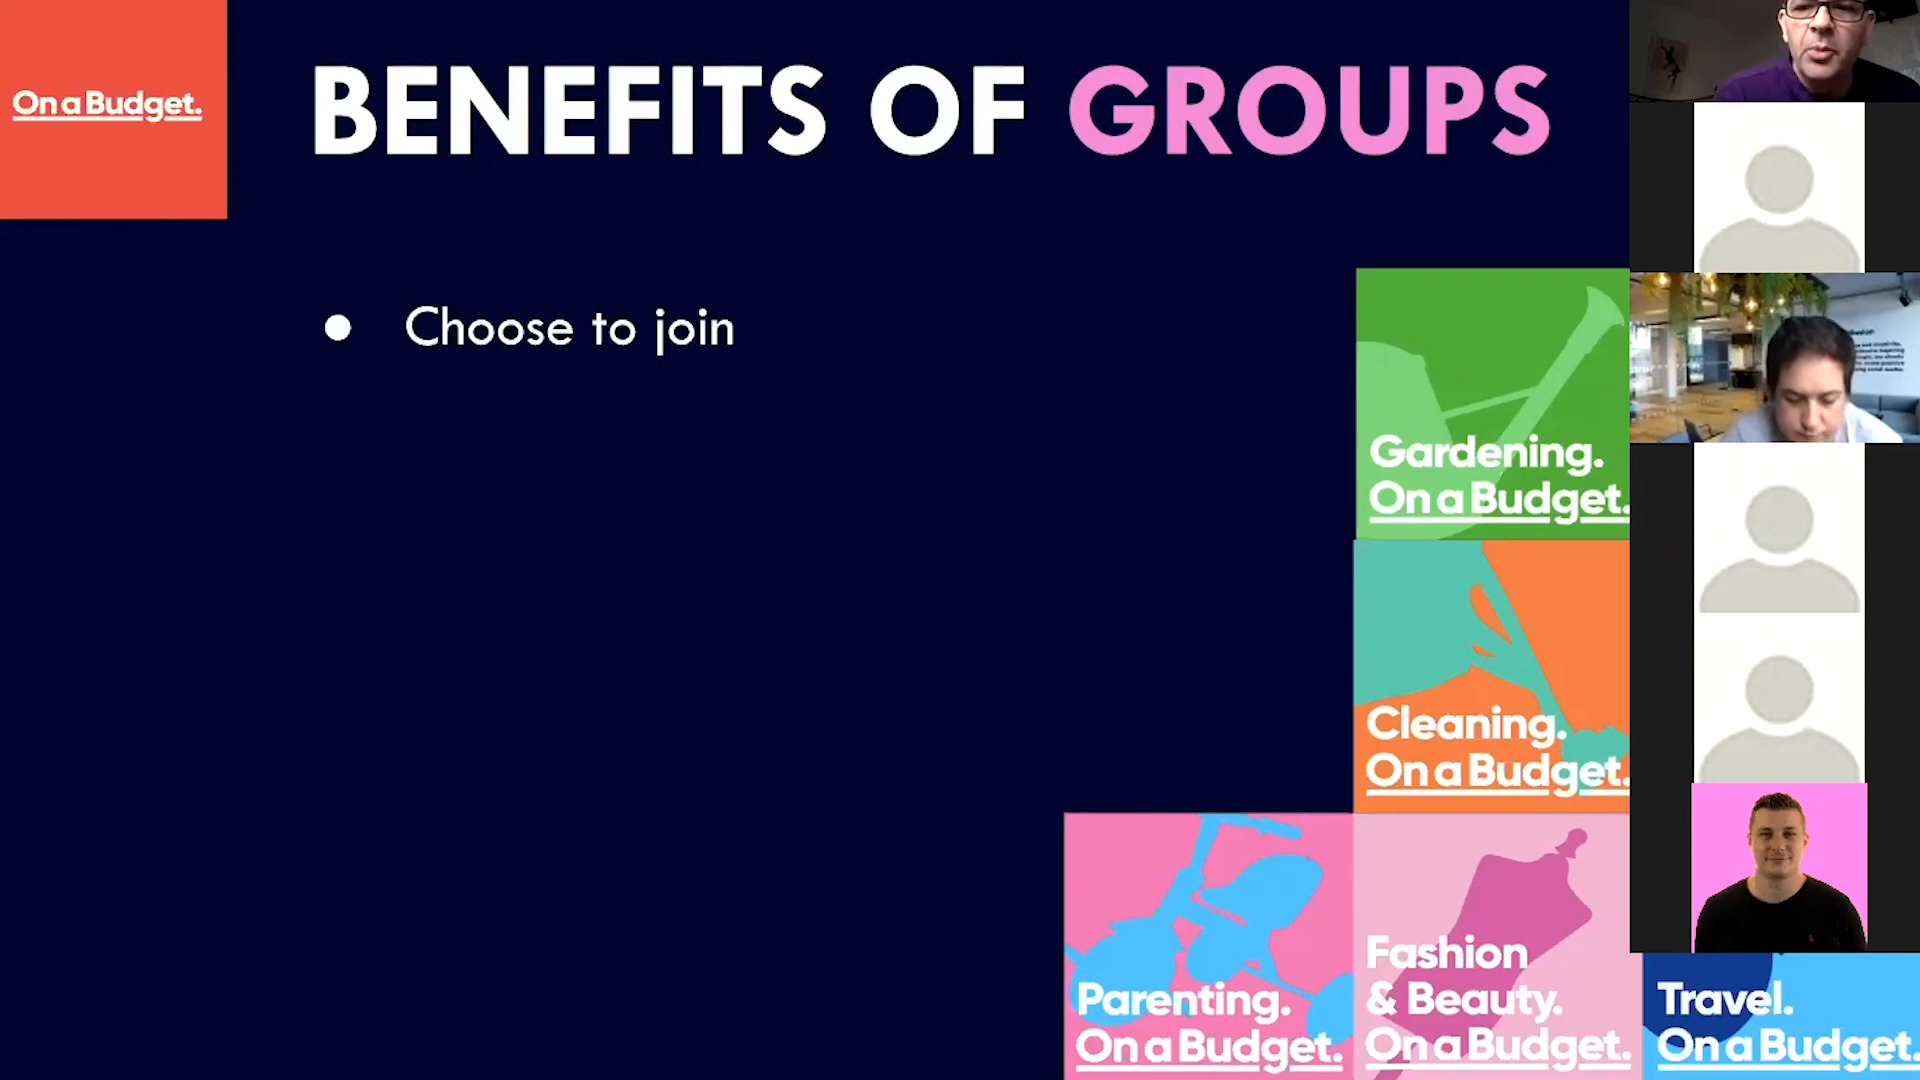 On a Budget.
BENEFITS OF GROUPS
● Choose to join
Gardening.
On a Budget.
Cleaning.
On a Budget.
Parenting.
On a Budget.
Fashion
& Beauty.
On a Budget.
Travel.
On a Budget.